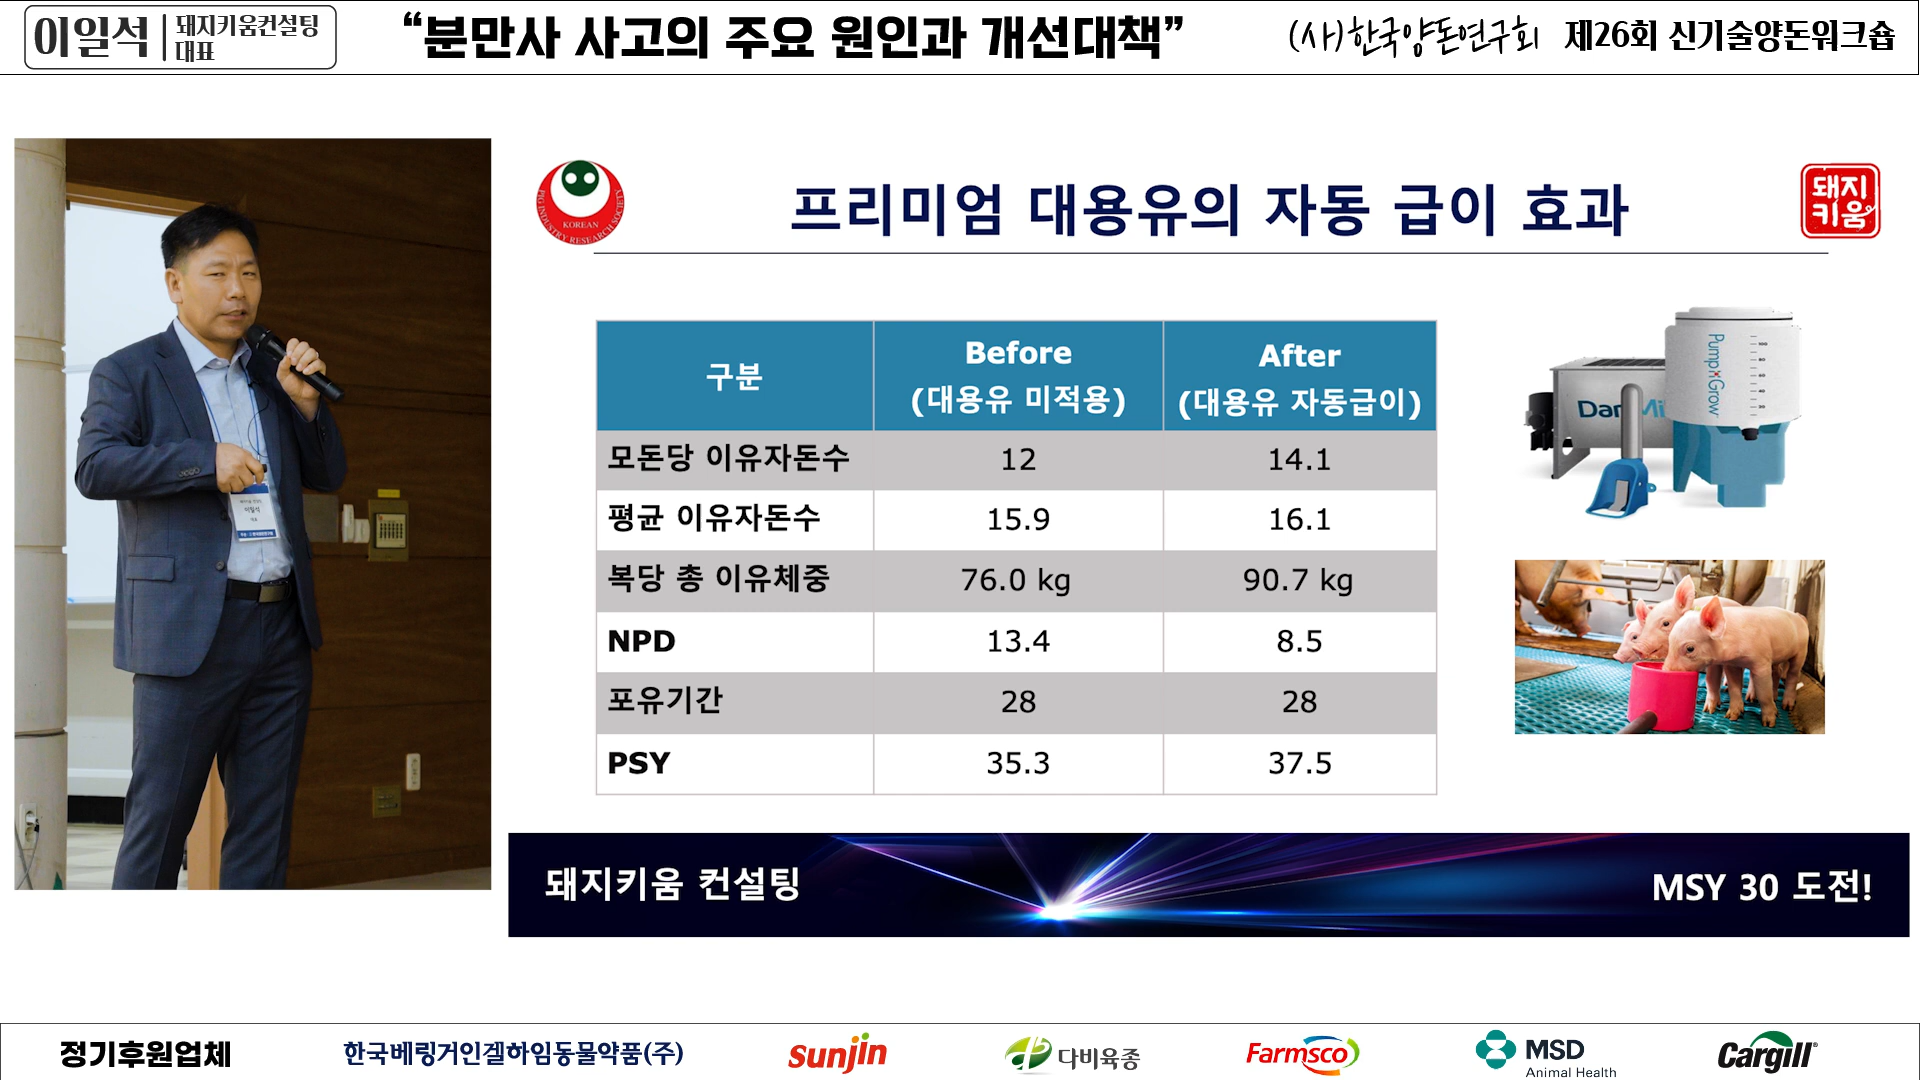 이일석
돼지키움컨설팅
대표
“분만사 사고의 주요 원인과 개선대책”
(사)한국양돈연구회 제26회 신기술양돈워크숍
KOREAN
PIG INDUSTRY RESEARCH SOCIETY
프리미엄 대용유의 자동 급이 효과
돼지
키움
구분 Before (대용유 미적용) After (대용유 자동급이)
모돈당 이유자돈수 12 14.1
평균 이유자돈수 15.9 16.1
복당 총 이유체중 76.0 kg 90.7 kg
NPD 13.4 8.5
포유기간 28 28
PSY 35.3 37.5
Pump'n'Grow
이일석
돼지키움 컨설팅
MSY 30 도전!
정기후원업체
한국베링거인겔하임동물약품(주)
sunjin
다비육종
Farmsco
MSD
Animal Health
Cargill